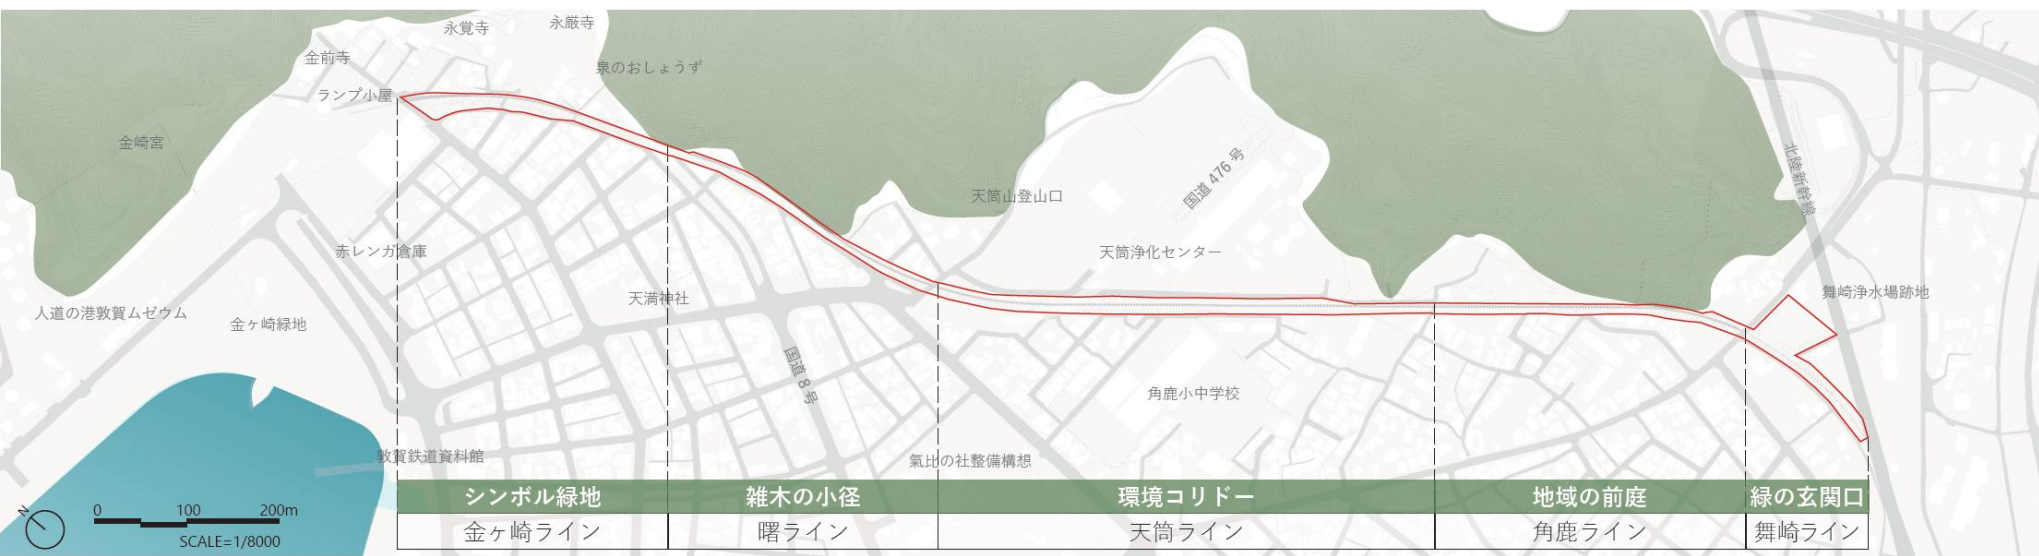 永覚寺
永厳寺
金前寺
泉のおしょうず
ランプ小屋
金崎宮
国道 476 号
北陸新幹線
天筒山登山口
赤レンガ倉庫
天筒浄化センター
舞崎浄水場跡地
天満神社
人道の港敦賀ムゼウム
金ヶ崎緑地
国道 8 号
角鹿小中学校
敦賀鉄道資料館
氣比の社整備構想
シンボル緑地
雑木の小径
環境コリドー
地域の前庭
緑の玄関口
金ヶ崎ライン
曙ライン
天筒ライン
角鹿ライン
舞崎ライン
N
0 100 200m
SCALE=1/8000